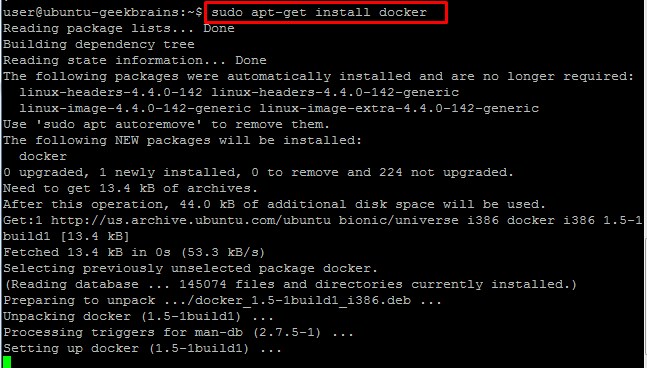 user@ubuntu-geekbrains:~$ sudo apt-get install docker
Reading package lists... Done
Building dependency tree
Reading state information... Done
The following packages were automatically installed and are no longer required:
  linux-headers-4.4.0-142 linux-headers-4.4.0-142-generic
  linux-image-4.4.0-142-generic linux-image-extra-4.4.0-142-generic
Use 'sudo apt autoremove' to remove them.
The following NEW packages will be installed:
  docker
0 upgraded, 1 newly installed, 0 to remove and 224 not upgraded.
Need to get 13.4 kB of archives.
After this operation, 44.0 kB of additional disk space will be used.
Get:1 http://us.archive.ubuntu.com/ubuntu bionic/universe i386 docker i386 1.5-1
build1 [13.4 kB]
Fetched 13.4 kB in 0s (53.3 kB/s)
Selecting previously unselected package docker.
(Reading database ... 145074 files and directories currently installed.)
Preparing to unpack .../docker_1.5-1build1_i386.deb ...
Unpacking docker (1.5-1build1) ...
Processing triggers for man-db (2.7.5-1) ...
Setting up docker (1.5-1build1) ...